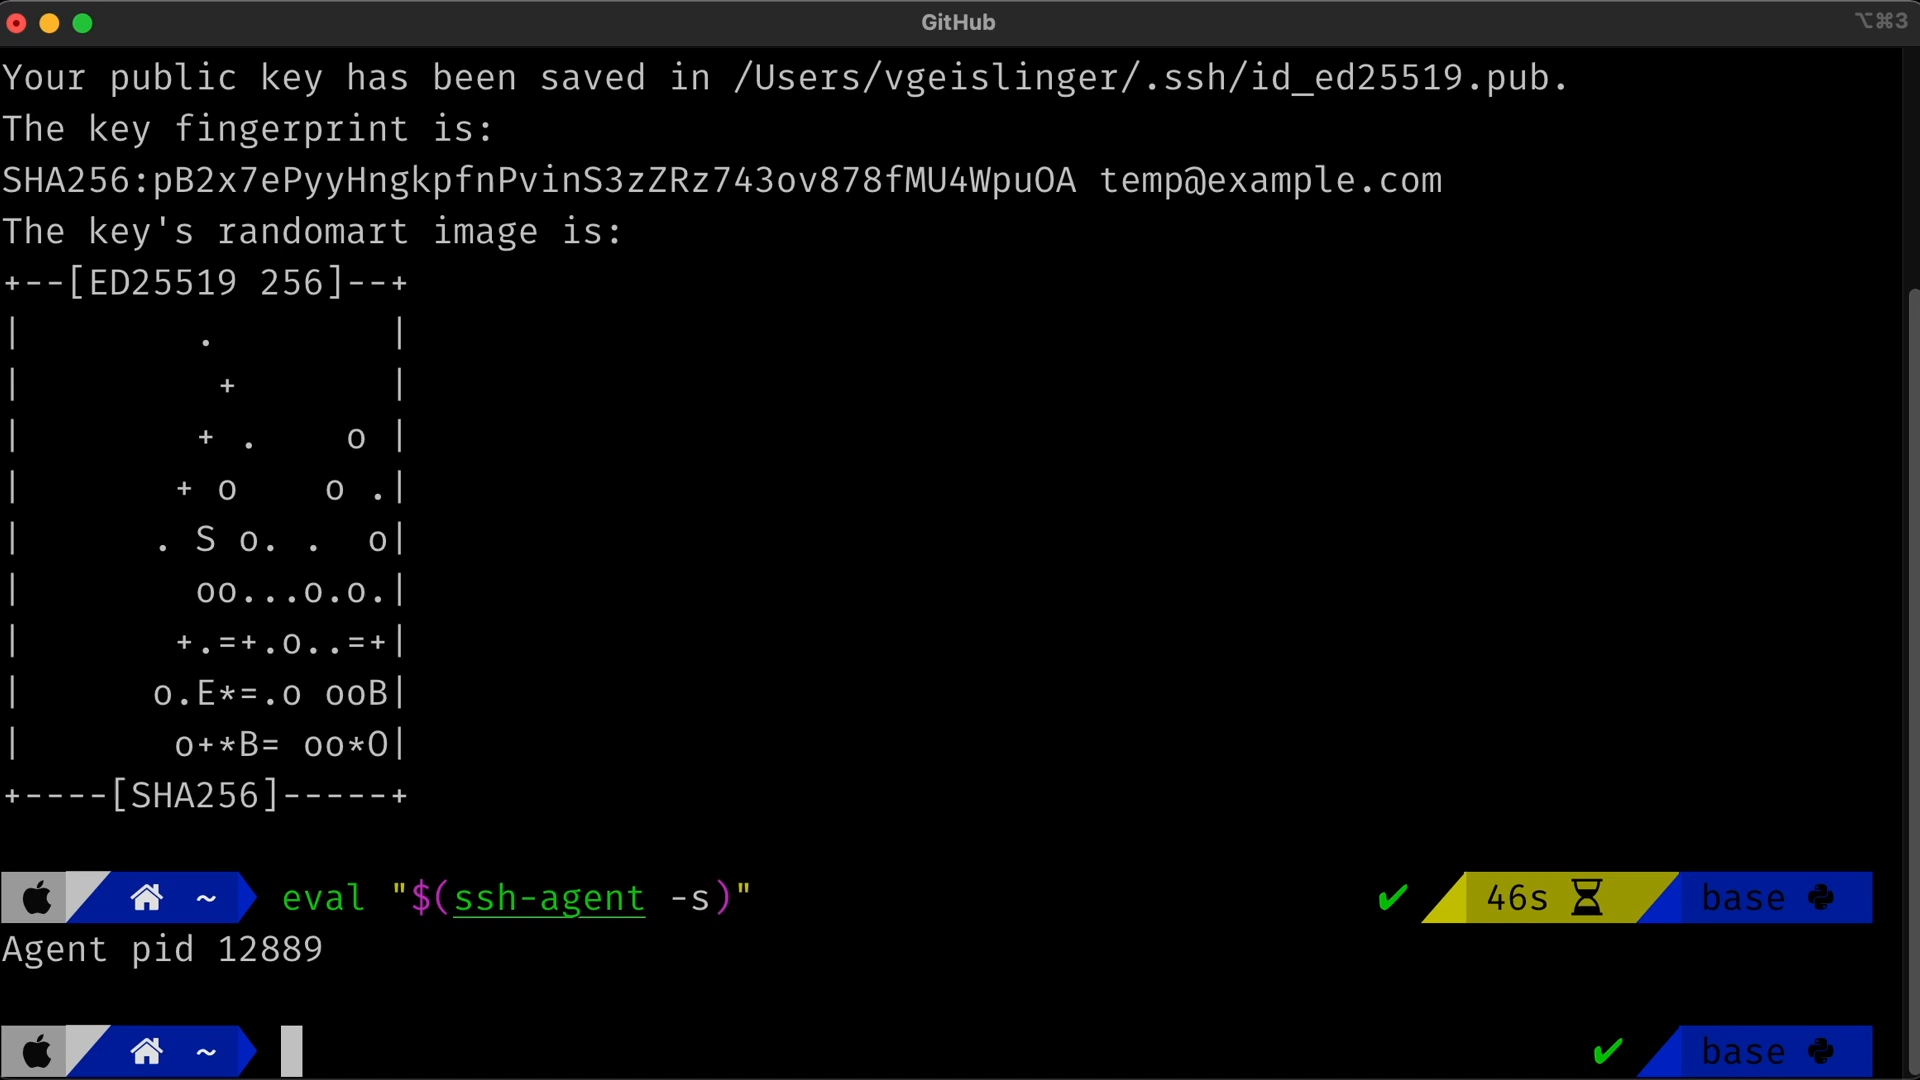 GitHub
⌥⌘3
Your public key has been saved in /Users/vgeislinger/.ssh/id_ed25519.pub.
The key fingerprint is:
SHA256:pB2x7ePyyHngkpfnPvinS3zZRz743ov878fMU4WpuOA temp@example.com
The key's randomart image is:
+--[ED25519 256]--+
|         .        |
|          +       |
|         + .    o |
|        + o    o .|
|       . S o. .  o|
|         oo...o.o.|
|        +.=+.o..=+|
|       o.E*=.o ooB|
|        o+*B= oo*O|
+-----[SHA256]-----+
~ eval "$(ssh-agent -s)" ✔ 46s base
Agent pid 12889
~ ✔ base